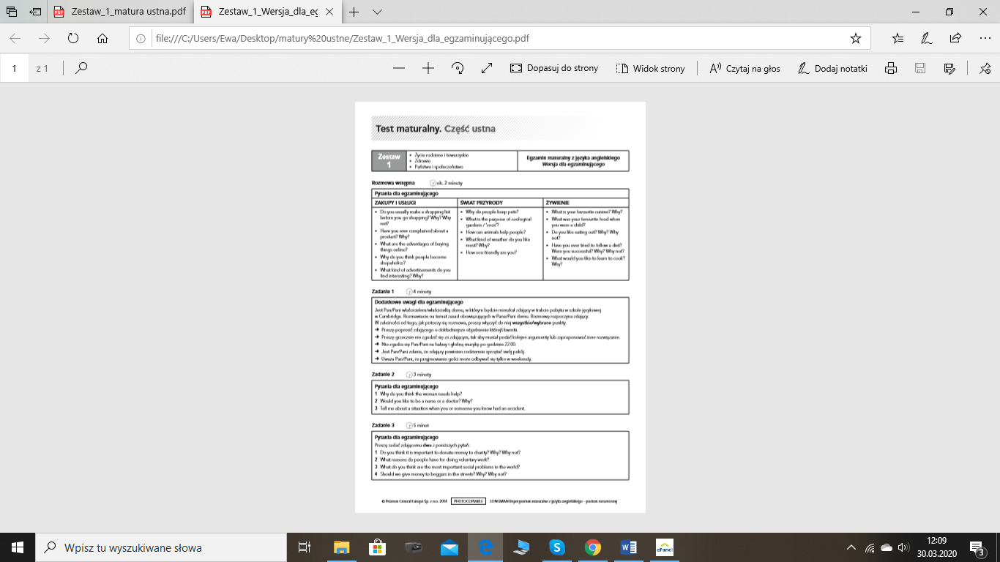 Zestaw_1_matura ustna.pdf
Zestaw_1_Wersja_dla_eg
file:///C:/Users/Ewa/Desktop/matury%20ustne/Zestaw_1_Wersja_dla_egzaminującego.pdf
1 z 1 Dopasuj do strony Widok strony Czytaj na głos Dodaj notatki
Test maturalny. Część ustna
Zestaw
1
• Życie rodzinne i towarzyskie
• Zdrowie
• Państwo i społeczeństwo
Egzamin maturalny z języka angielskiego
Wersja dla egzaminującego
Rozmowa wstępna ok. 2 minuty
Pytania dla egzaminującego
ZAKUPY I USŁUGI
• Do you usually make a shopping list
before you go shopping? Why? Why
not?
• Have you ever complained about a
product? Why?
• What are the advantages of buying
things online?
• Why do you think people become
shopaholics?
• What kind of advertisements do you
find interesting? Why?
ŚWIAT PRZYRODY
• Why do people keep pets?
• What is the purpose of zoological
gardens / 'zoos'?
• How can animals help people?
• What kind of weather do you like
most? Why?
• How eco-friendly are you?
ŻYWIENIE
• What is your favourite cuisine? Why?
• What was your favourite food when
you were a child?
• Do you like eating out? Why? Why
not?
• Have you ever tried to follow a diet?
Were you successful? Why? Why not?
• What would you like to learn to cook?
Why?
Zadanie 1 4 minuty
Dodatkowe uwagi dla egzaminującego
Jest Pan/Pani właścicielem/właścicielką domu, w którym będzie mieszkał zdający w trakcie pobytu w szkole językowej
w Cambridge. Rozmawiacie na temat zasad obowiązujących w Pana/Pani domu. Rozmowę rozpoczyna zdający.
W zależności od tego, jak potoczy się rozmowa, proszę włączyć do niej wszystkie/wybrane punkty.
➔ Proszę poprosić zdającego o dokładniejsze objaśnienie którejś kwestii.
➔ Proszę grzecznie nie zgodzić się ze zdającym, tak aby musiał podać kolejne argumenty lub zaproponować inne rozwiązanie.
➔ Nie zgadza się Pan/Pani na hałasy i głośną muzykę po godzinie 22.00.
➔ Jest Pan/Pani zdania, że zdający powinien codziennie sprzątać swój pokój.
➔ Uważa Pan/Pani, że przyjmowanie gości może odbywać się tylko w weekendy.
Zadanie 2 3 minuty
Pytania dla egzaminującego
1 Why do you think the woman needs help?
2 Would you like to be a nurse or a doctor? Why?
3 Tell me about a situation when you or someone you know had an accident.
Zadanie 3 5 minut
Pytania dla egzaminującego
Proszę zadać zdającemu dwa z poniższych pytań:
1 Do you think it is important to donate money to charity? Why? Why not?
2 What reasons do people have for doing voluntary work?
3 What do you think are the most important social problems in the world?
4 Should we give money to beggars in the streets? Why? Why not?
© Pearson Central Europe Sp. z o.o. 2014 PHOTOCOPIABLE LONGMAN Repetytorium maturalne z języka angielskiego – poziom rozszerzony
Wpisz tu wyszukiwane słowa
ePanel
12:09
30.03.2020
3